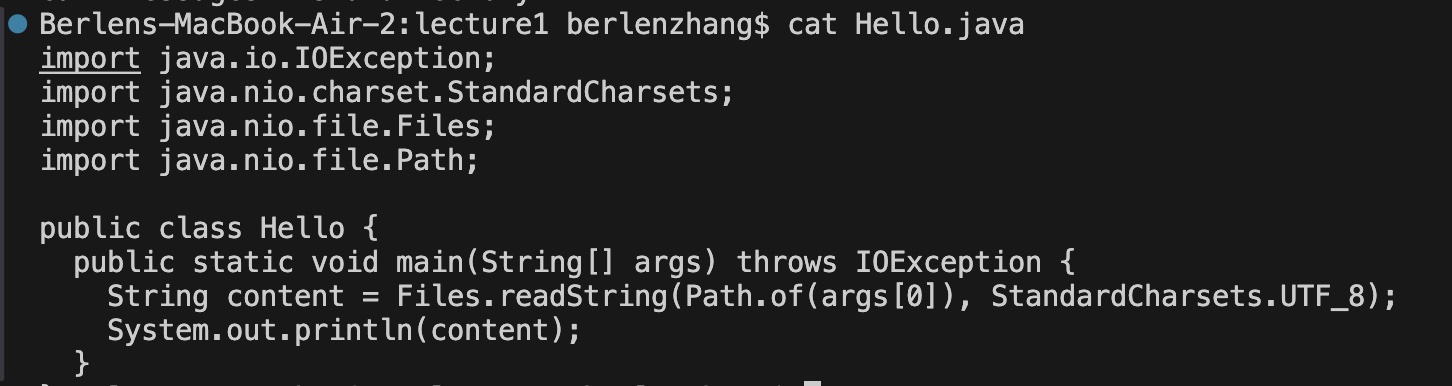 Berlens-MacBook-Air-2:lecture1 berlenzhang$ cat Hello.java
import java.io.IOException;
import java.nio.charset.StandardCharsets;
import java.nio.file.Files;
import java.nio.file.Path;

public class Hello {
  public static void main(String[] args) throws IOException {
    String content = Files.readString(Path.of(args[0]), StandardCharsets.UTF_8);
    System.out.println(content);
  }